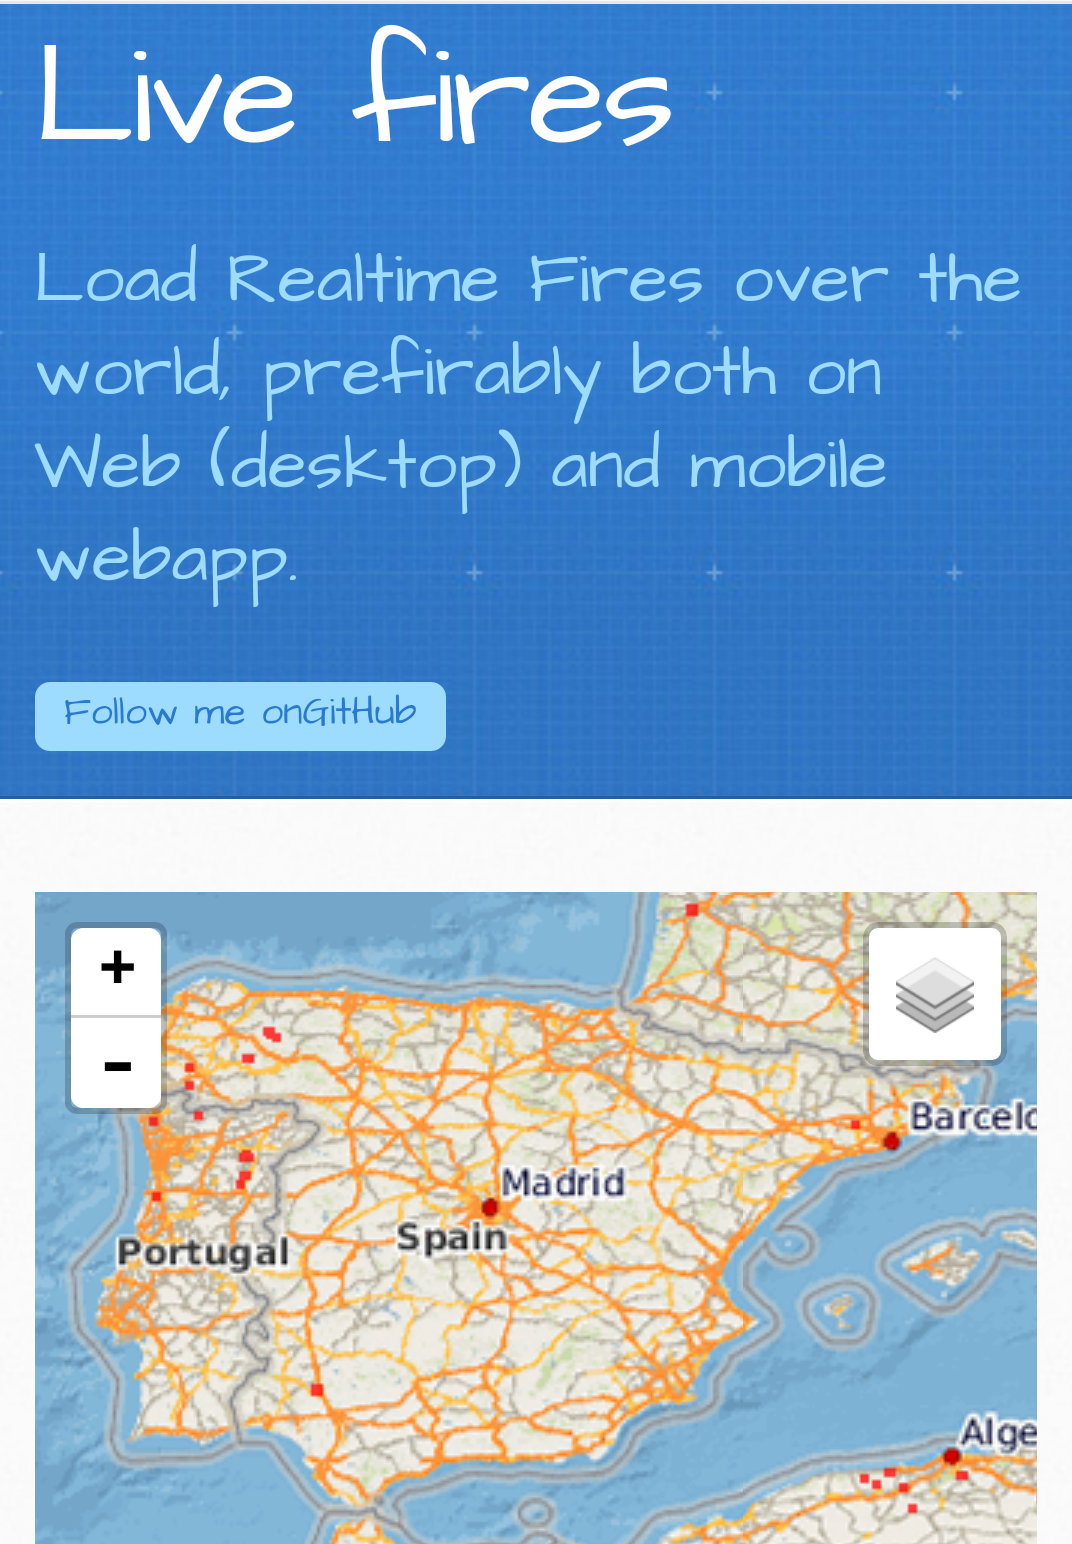 Live fires
Load Realtime Fires over the
world, prefirably both on
Web (desktop) and mobile
webapp.
Follow me onGitHub
+
-
Barcelo
Madrid
Spain
Portugal
Alge